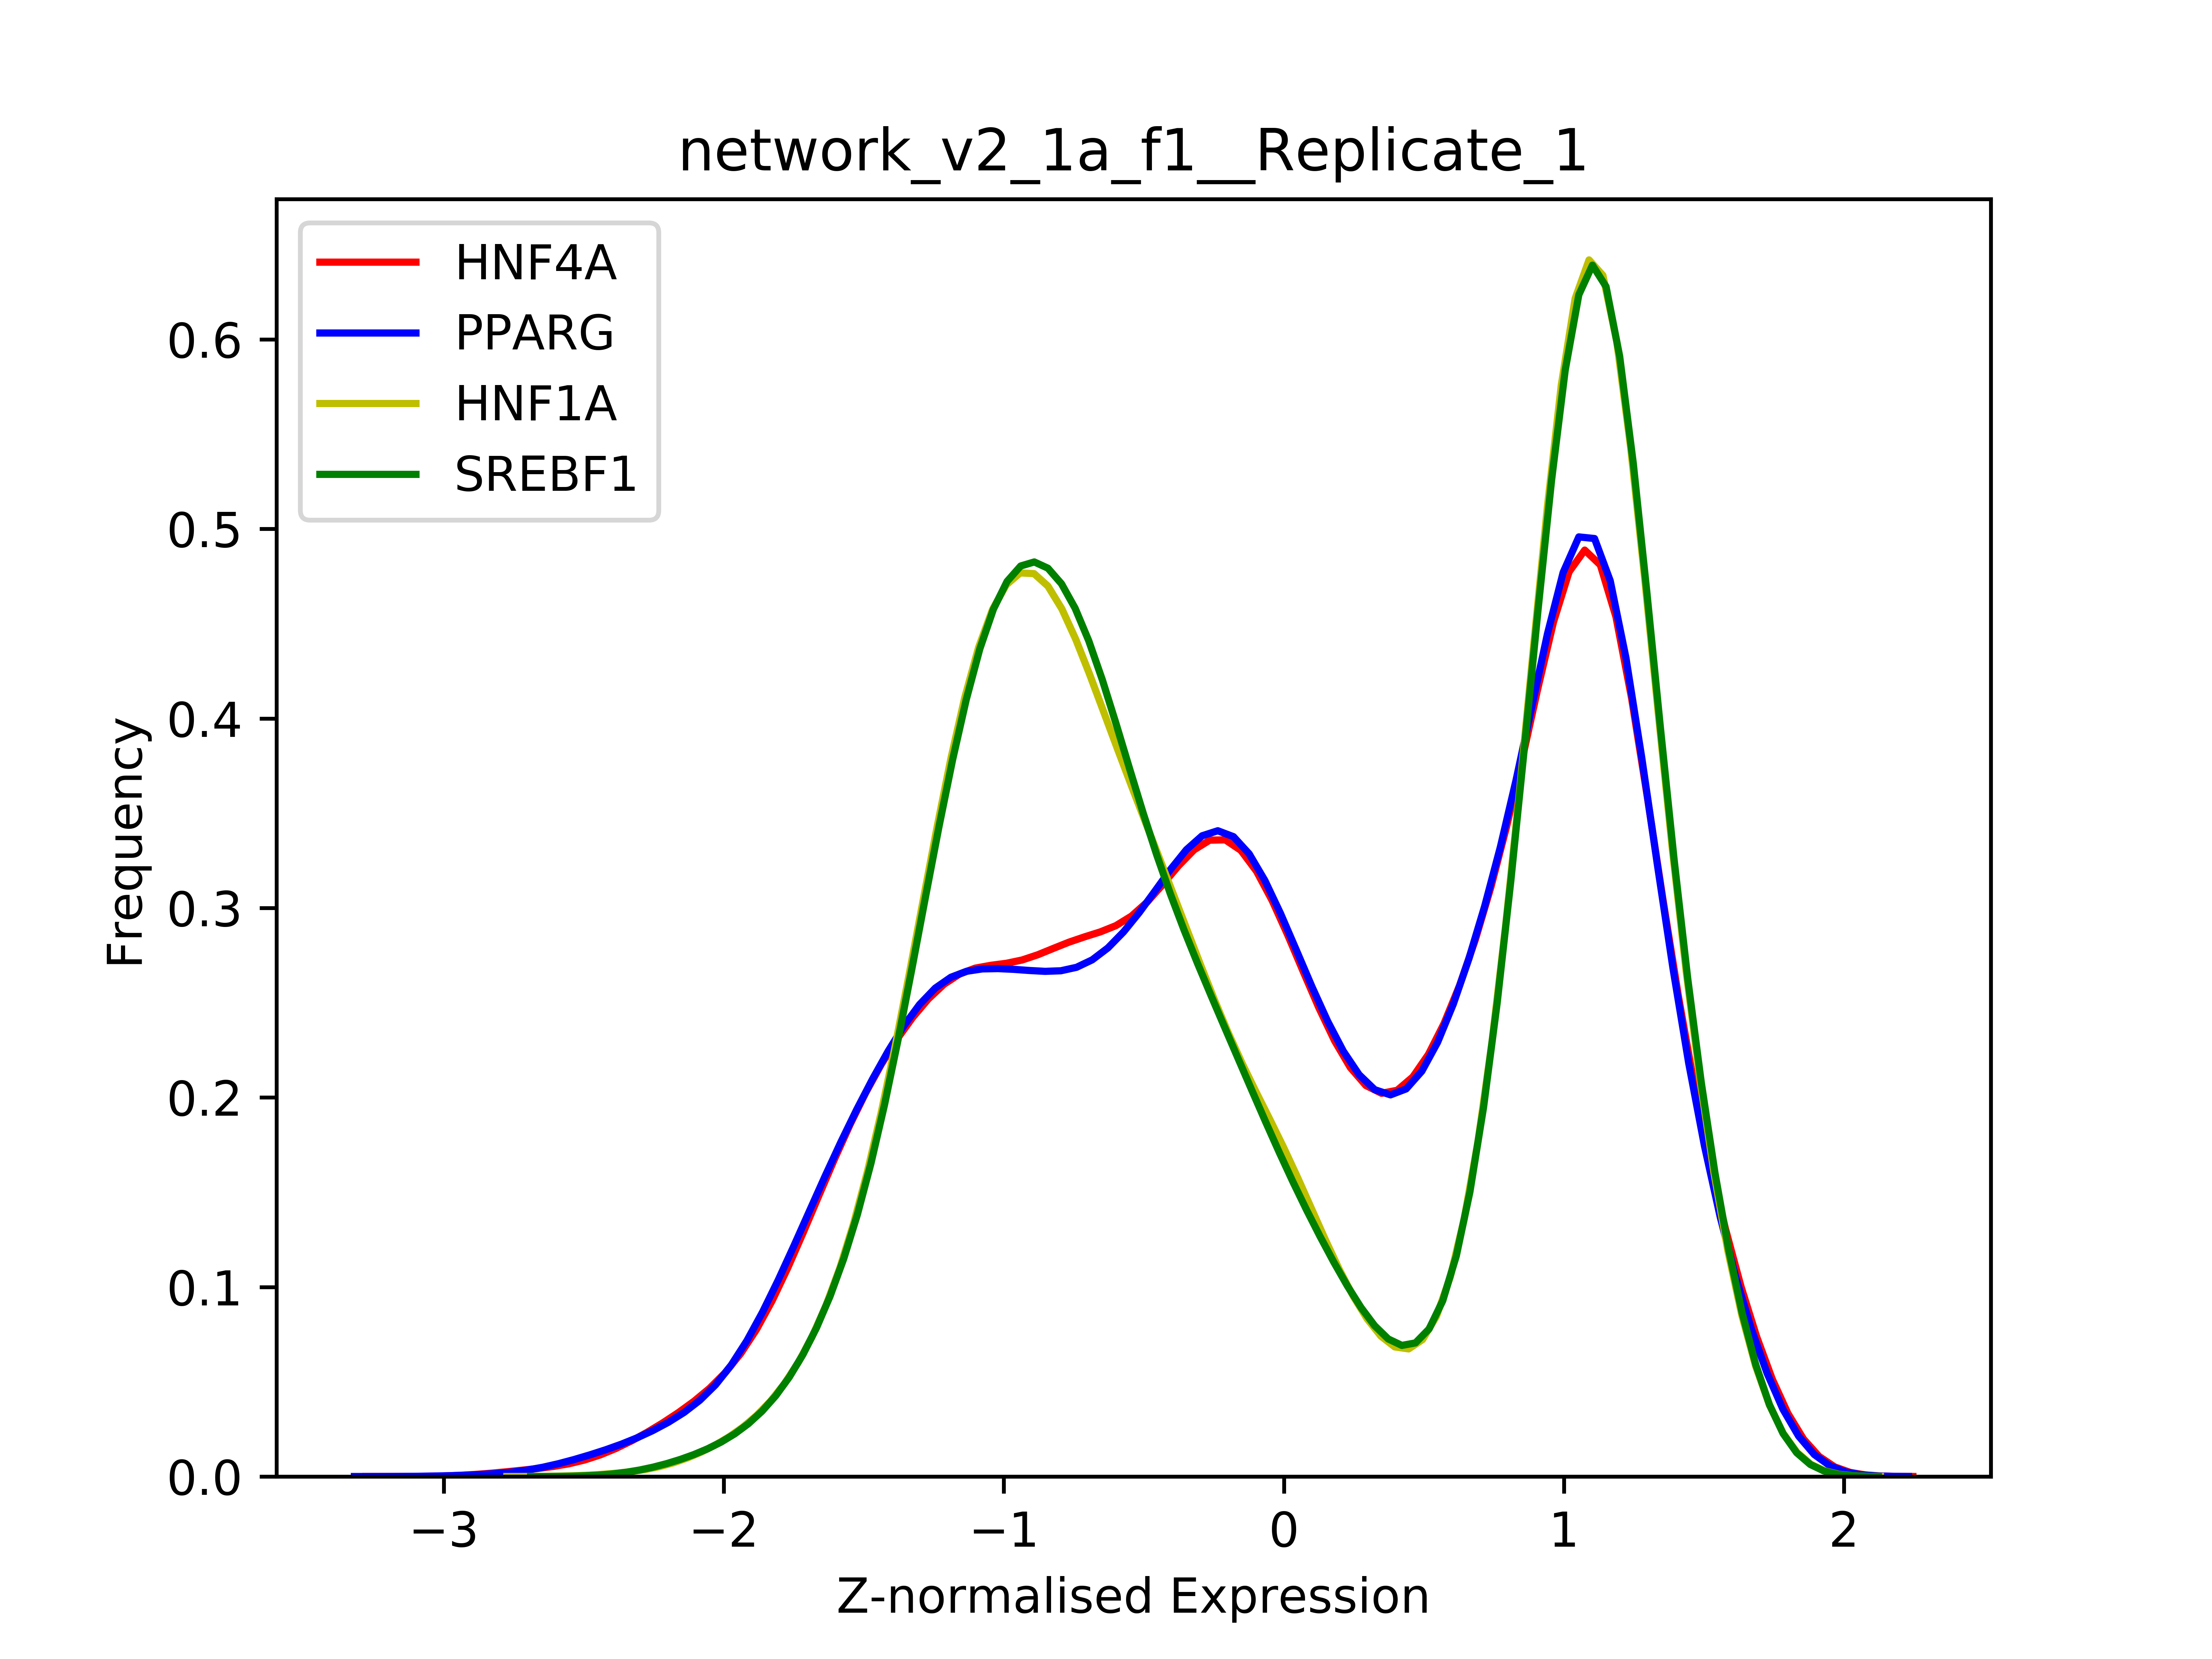 network_v2_1a_f1__Replicate_1
HNF4A
PPARG
HNF1A
SREBF1
0.6
0.5
0.4
0.3
0.2
0.1
0.0
Frequency
−3 −2 −1 0 1 2
Z-normalised Expression